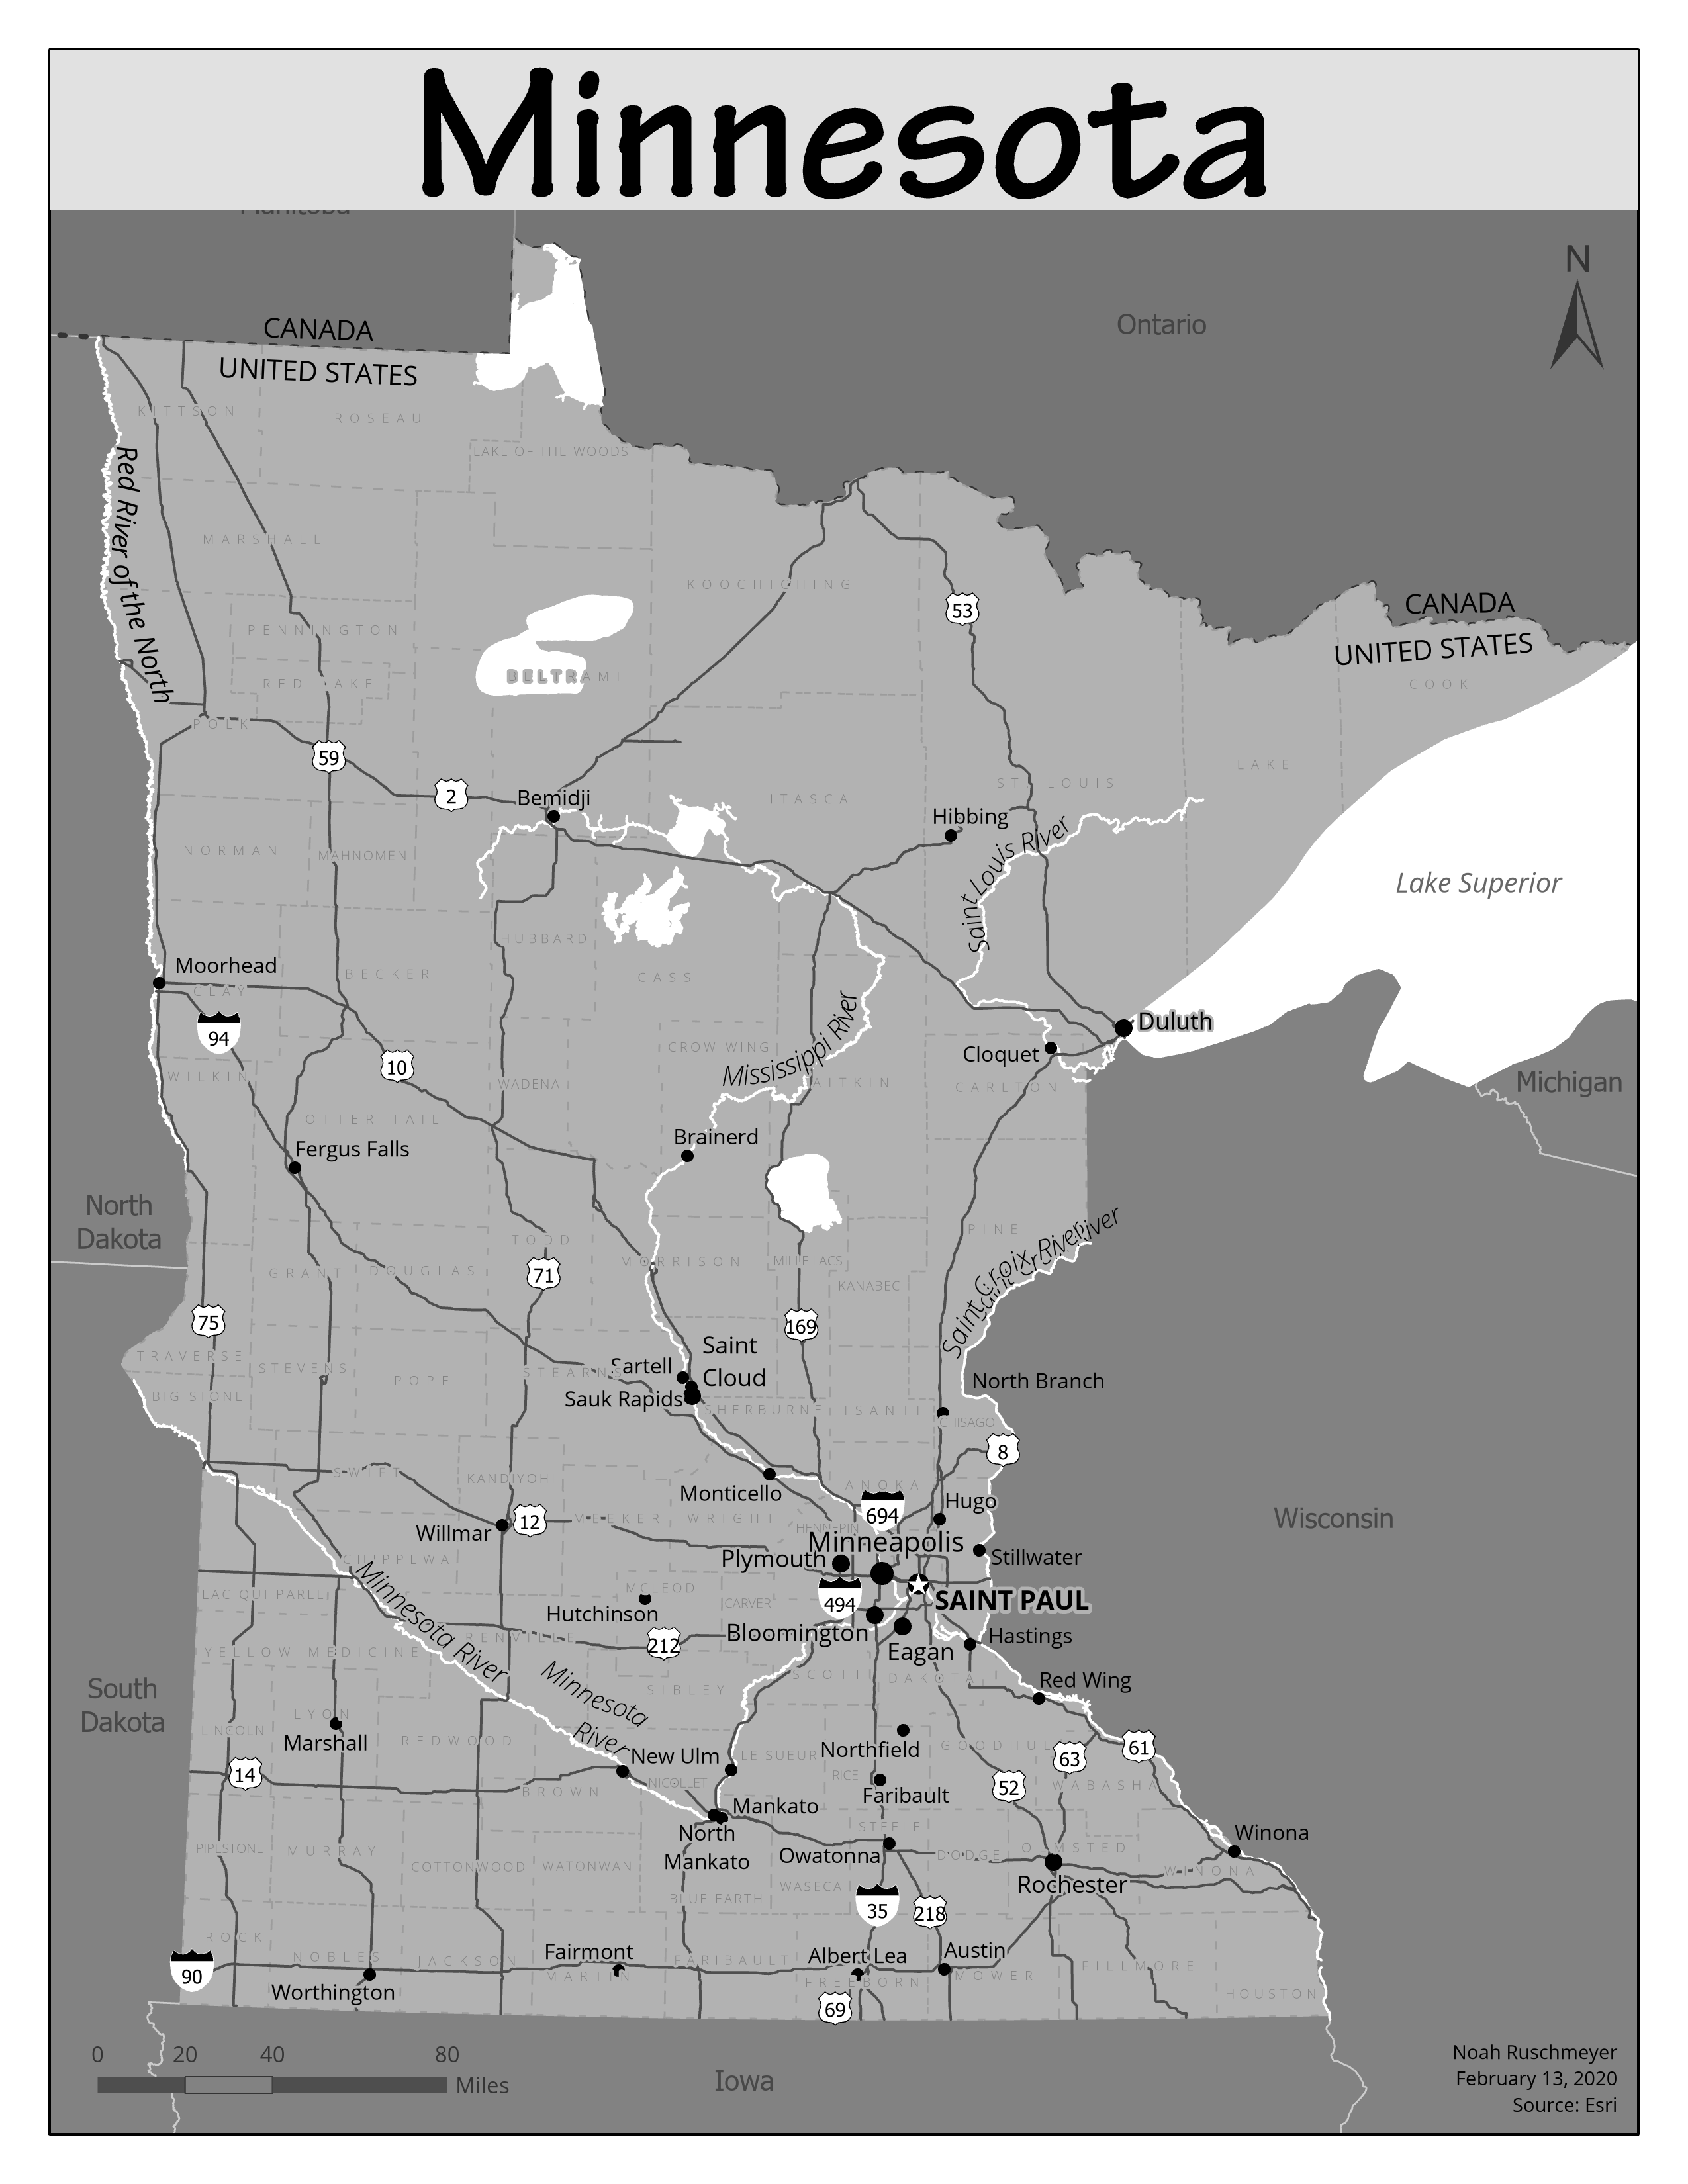 Minnesota
Manitoba
N
Ontario
CANADA
UNITED STATES
KITTSON
ROSEAU
LAKE OF THE WOODS
Red River of the North
MARSHALL
KOOCHICHING
CANADA
UNITED STATES
53
PENNINGTON
BELTRAMI
RED LAKE
COOK
POLK
59
2
Bemidji
ITASCA
ST. LOUIS
LAKE
Hibbing
NORMAN
MAHNOMEN
Saint Louis River
Lake Superior
HUBBARD
CASS
Moorhead
BECKER
CLAY
94
Mississippi River
Duluth
10
CROW WING
Cloquet
WILKIN
WADENA
AITKIN
CARLTON
Michigan
OTTER TAIL
Brainerd
Fergus Falls
North
Dakota
PINE
Saint Croix River
Saint Croix River
TODD
MORRISON
MILLE LACS
GRANT
DOUGLAS
71
KANABEC
75
169
Saint
Cloud
TRAVERSE
STEVENS
STEARNS
Sartell
POPE
North Branch
BIG STONE
Sauk Rapids
SHERBURNE
ISANTI
CHISAGO
8
SWIFT
KANDIYOHI
Monticello
ANOKA
Hugo
694
Willmar
12
MEEKER
WRIGHT
HENNEPIN
Wisconsin
Minneapolis
CHIPPEWA
Plymouth
Stillwater
LAC QUI PARLE
MCLEOD
CARVER
494
SAINT PAUL
Hutchinson
Minnesota River
RENVILLE
212
Bloomington
Hastings
YELLOW MEDICINE
Eagan
Minnesota
River
SCOTT
DAKOTA
Red Wing
South
Dakota
SIBLEY
LYON
LINCOLN
Marshall
REDWOOD
Northfield
GOODHUE
61
63
New Ulm
LE SUEUR
14
NICOLLET
RICE
52
WABASHA
BROWN
Faribault
Mankato
STEELE
North
Mankato
Winona
PIPESTONE
MURRAY
Owatonna
DODGE
OLMSTED
COTTONWOOD
WATONWAN
WINONA
Rochester
WASECA
BLUE EARTH
35
218
ROCK
NOBLES
JACKSON
Fairmont
FARIBAULT
Albert Lea
Austin
90
MARTIN
FREEBORN
MOWER
FILLMORE
Worthington
HOUSTON
69
0 20 40 80
Miles
Iowa
Noah Ruschmeyer
February 13, 2020
Source: Esri